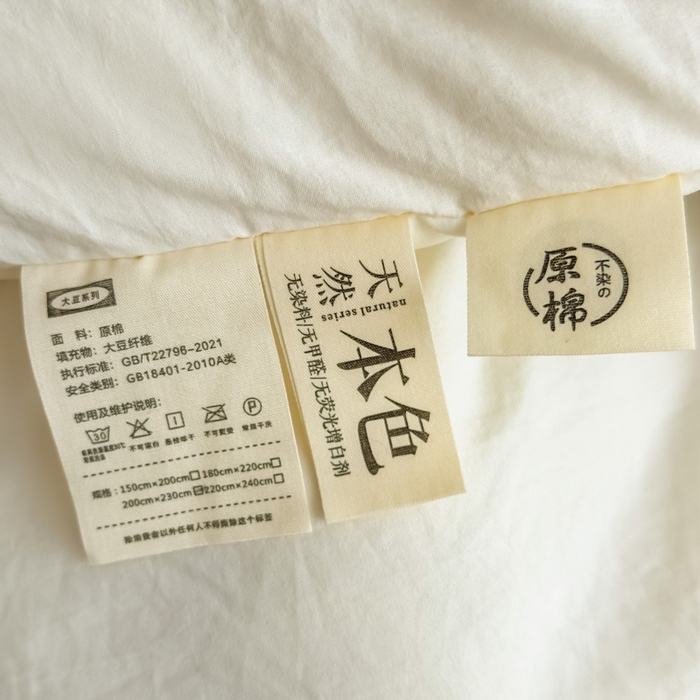 大豆系列
面 料：原棉
填充物：大豆纤维
执行标准：GB/T22796-2021
安全类别：GB18401-2010A类
使用及维护说明：
30
不可漂白 悬挂晾干 不可熨烫 常规干洗
P
规格：150cm×200cm 180cm×220cm
200cm×230cm 220cm×240cm
除消费者以外任何人不得撕除这个标签
天然
natural series
本色
无染料/无甲醛/无荧光增白剂
原棉
不染の